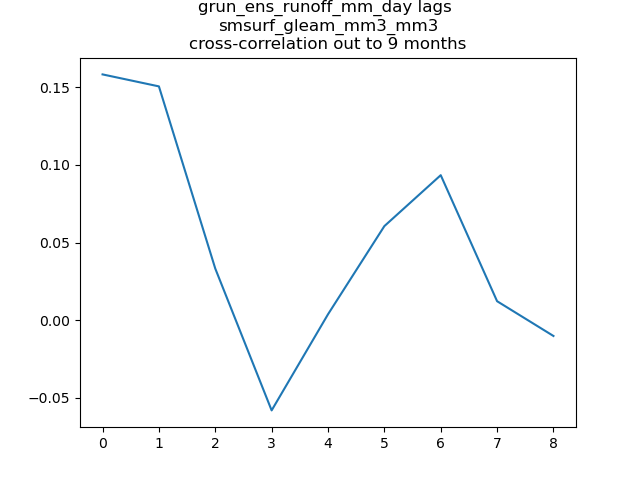 grun_ens_runoff_mm_day lags
smsurf_gleam_mm3_mm3
cross-correlation out to 9 months
0.15
0.10
0.05
0.00
−0.05
0 1 2 3 4 5 6 7 8